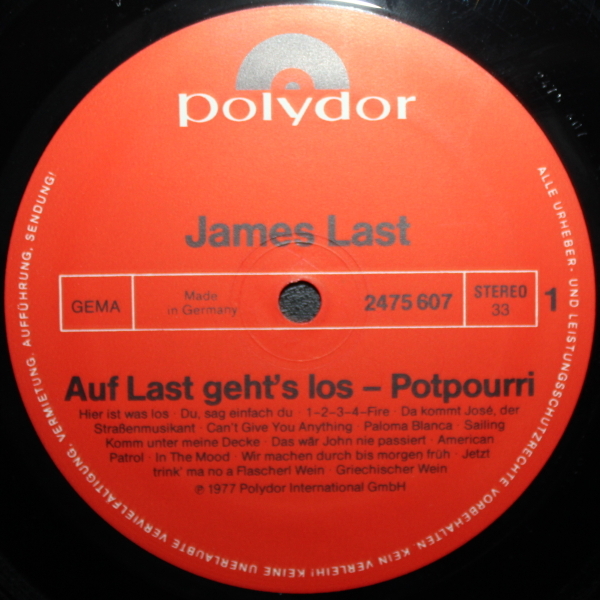 polydor
James Last
GEMA
Made
in Germany
2475 607
STEREO
33
1
Auf Last geht's los – Potpourri
Hier ist was los · Du, sag einfach du · 1–2–3–4–Fire · Da kommt José, der
Straßenmusikant · Can't Give You Anything · Paloma Blanca · Sailing
Komm unter meine Decke · Das wär John nie passiert · American
Patrol · In The Mood · Wir machen durch bis morgen früh · Jetzt
trink' ma no a Flascherl Wein · Griechischer Wein
℗ 1977 Polydor International GmbH
ALLE URHEBER- UND LEISTUNGSSCHUTZRECHTE VORBEHALTEN. KEIN VERLEIH! KEINE UNERLAUBTE VERVIELFÄLTIGUNG, VERMIETUNG, AUFFÜHRUNG, SENDUNG!
2475 607